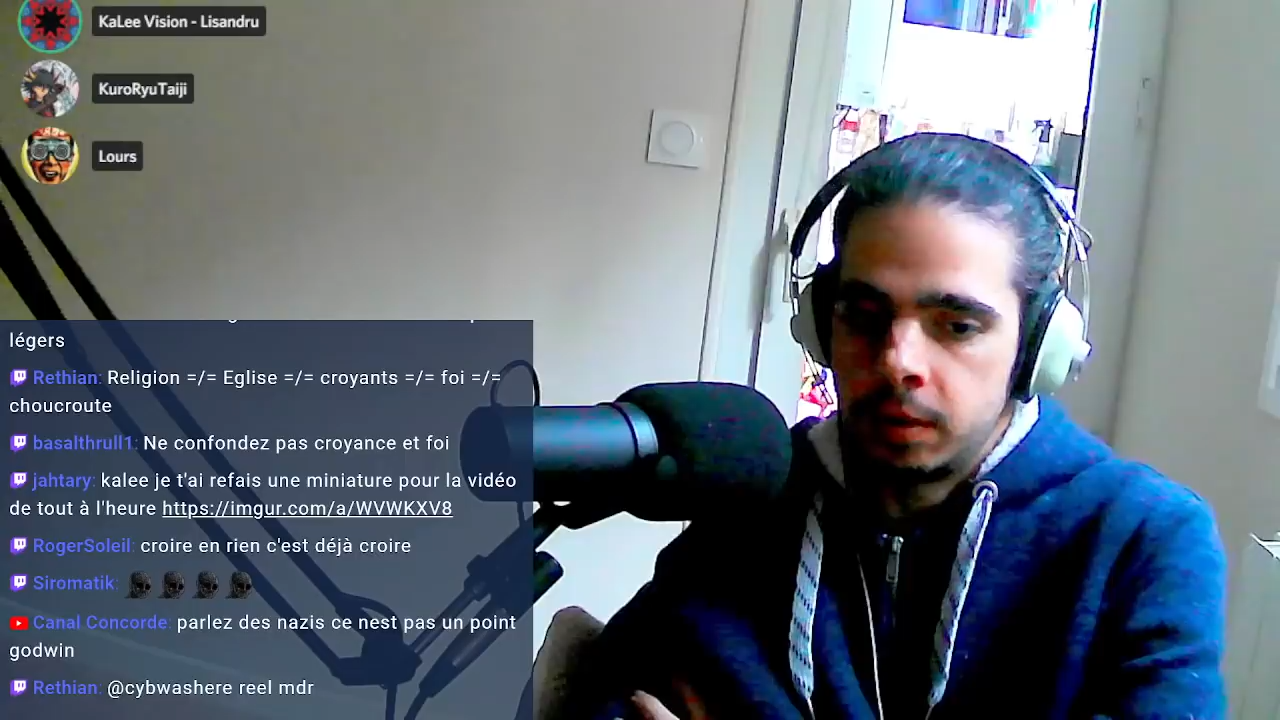 KaLee Vision - Lisandru
KuroRyuTaiji
Lours
légers
Rethian: Religion =/= Eglise =/= croyants =/= foi =/=
choucroute
basalthrull1: Ne confondez pas croyance et foi
jahtary: kalee je t'ai refais une miniature pour la vidéo
de tout à l'heure https://imgur.com/a/WVWKXV8
RogerSoleil: croire en rien c'est déjà croire
Siromatik:
Canal Concorde: parlez des nazis ce nest pas un point
godwin
Rethian: @cybwashere reel mdr